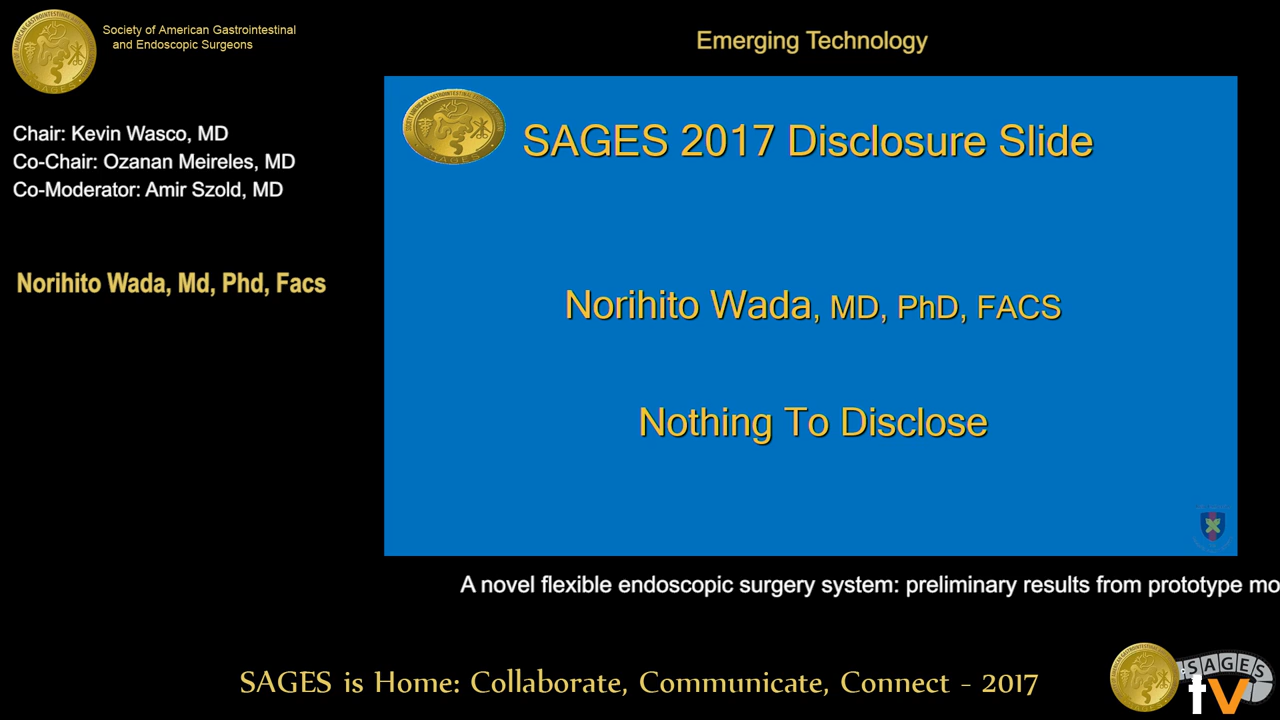 Society of American Gastrointestinal
and Endoscopic Surgeons
Emerging Technology
Chair: Kevin Wasco, MD
Co-Chair: Ozanan Meireles, MD
Co-Moderator: Amir Szold, MD
Norihito Wada, Md, Phd, Facs
SAGES 2017 Disclosure Slide
Norihito Wada, MD, PhD, FACS
Nothing To Disclose
A novel flexible endoscopic surgery system: preliminary results from prototype mo
SAGES is Home: Collaborate, Communicate, Connect - 2017
SAGES
tv